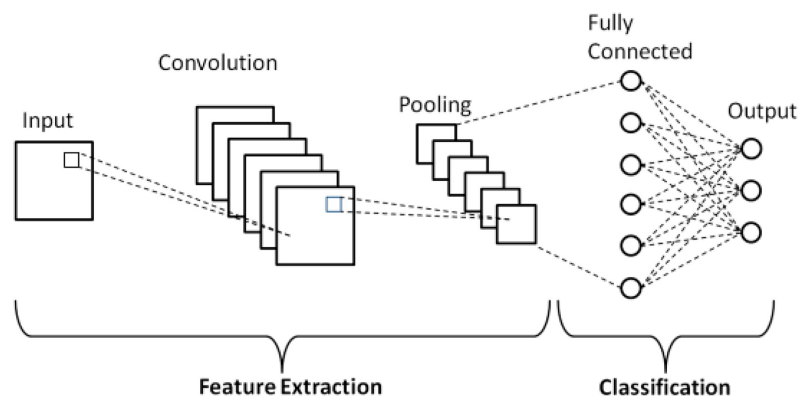 Input
Convolution
Pooling
Fully
Connected
Output
Feature Extraction
Classification